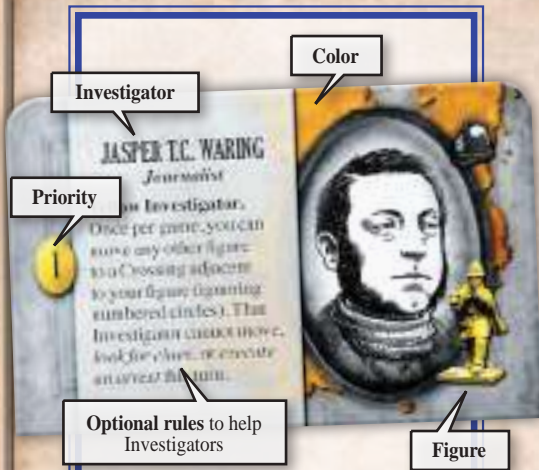 Color
Investigator
JASPER T.C. WARING
Journalist
Priority
Investigator.
Once per game, you can
move any other figure
to a Crossing adjacent
to your figure (ignoring
numbered circles). That
Investigator cannot move,
look for clues, or execute
an arrest this turn.
1
Optional rules to help
Investigators
Figure